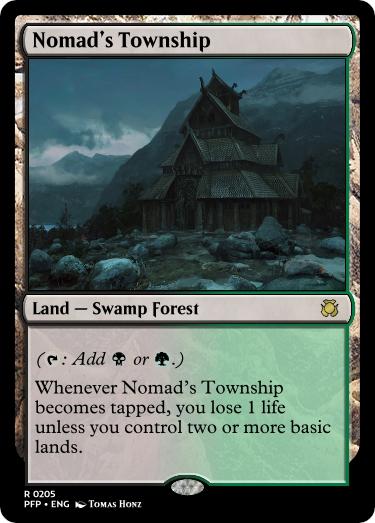 Nomad's Township
Land — Swamp Forest
(: Add or .)
Whenever Nomad's Township
becomes tapped, you lose 1 life
unless you control two or more basic
lands.
R 0205
PFP • ENG Tomas Honz